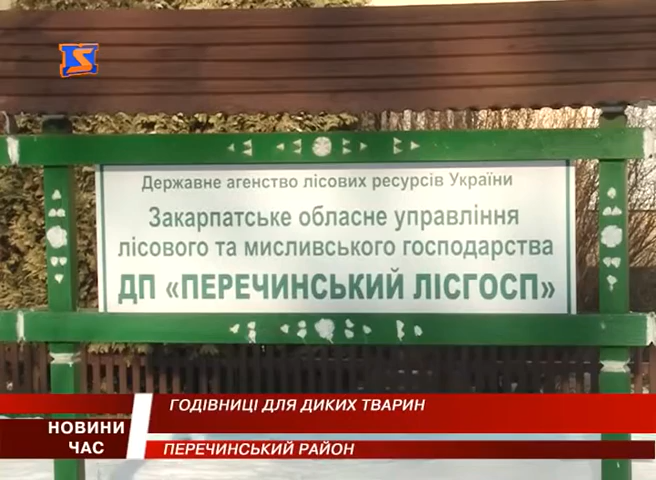 Державне агенство лісових ресурсів України
Закарпатське обласне управління
лісового та мисливського господарства
ДП «ПЕРЕЧИНСЬКИЙ ЛІСГОСП»
ГОДІВНИЦІ ДЛЯ ДИКИХ ТВАРИН
НОВИНИ
ЧАС
ПЕРЕЧИНСЬКИЙ РАЙОН